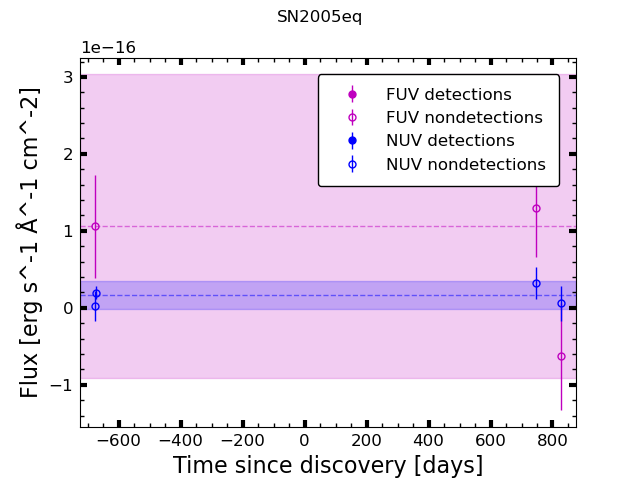 SN2005eq
1e−16
3
2
1
0
−1
Flux [erg s^-1 Å^-1 cm^-2]
FUV detections
FUV nondetections
NUV detections
NUV nondetections
−600 −400 −200 0 200 400 600 800
Time since discovery [days]